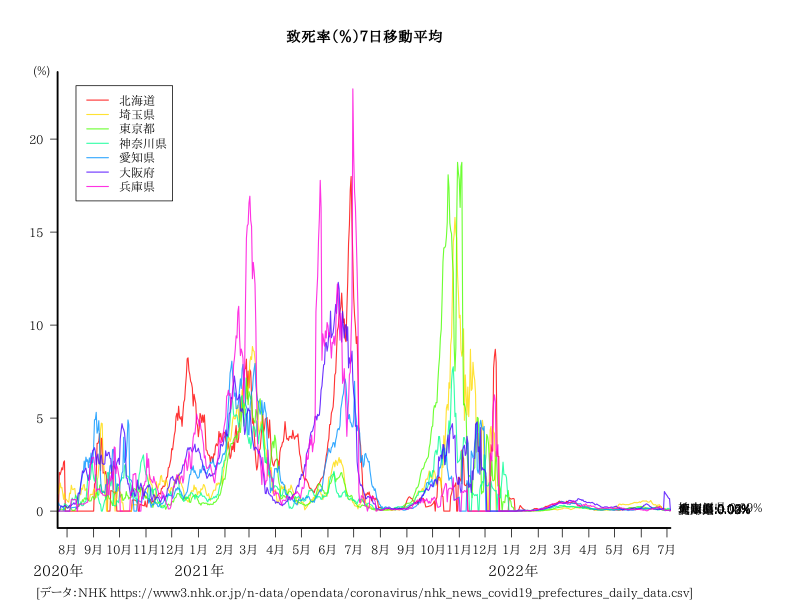 致死率(%)7日移動平均
(%)
北海道
埼玉県
東京都
神奈川県
愛知県
大阪府
兵庫県
20
15
10
5
0
8月 9月 10月 11月 12月 1月 2月 3月 4月 5月 6月 7月 8月 9月 10月 11月 12月 1月 2月 3月 4月 5月 6月 7月
2020年 2021年 2022年
[データ:NHK https://www3.nhk.or.jp/n-data/opendata/coronavirus/nhk_news_covid19_prefectures_daily_data.csv]